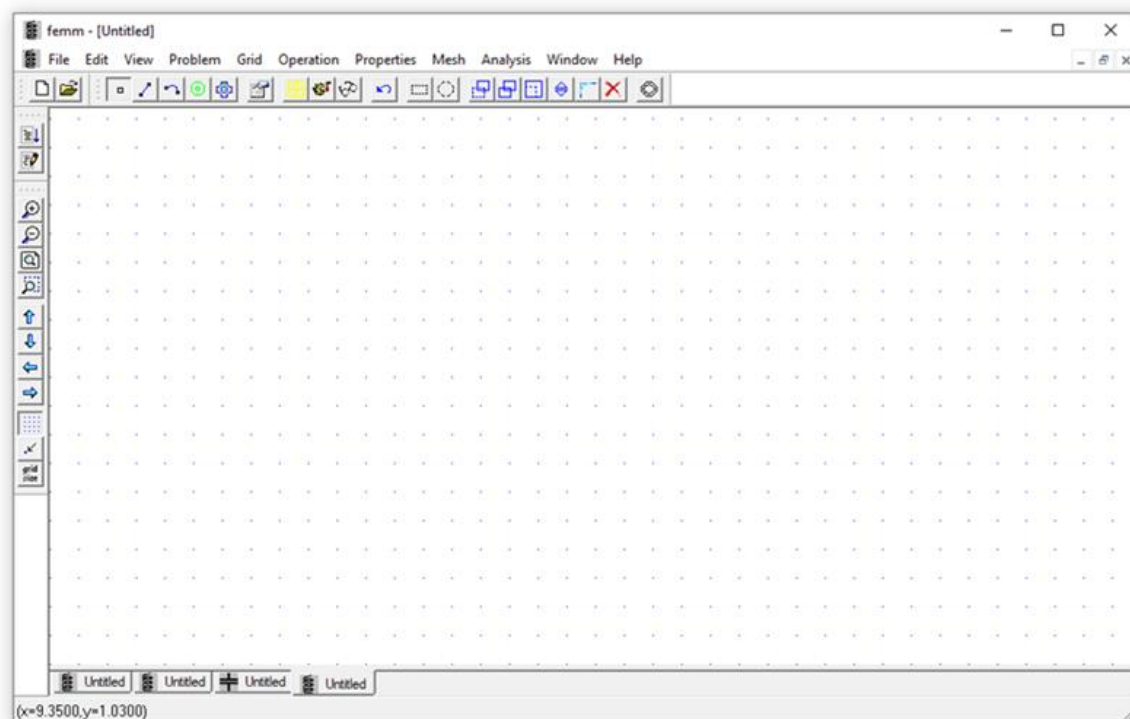 femm - [Untitled]
File Edit View Problem Grid Operation Properties Mesh Analysis Window Help
grid
size
Untitled Untitled Untitled Untitled
(x=9.3500,y=1.0300)